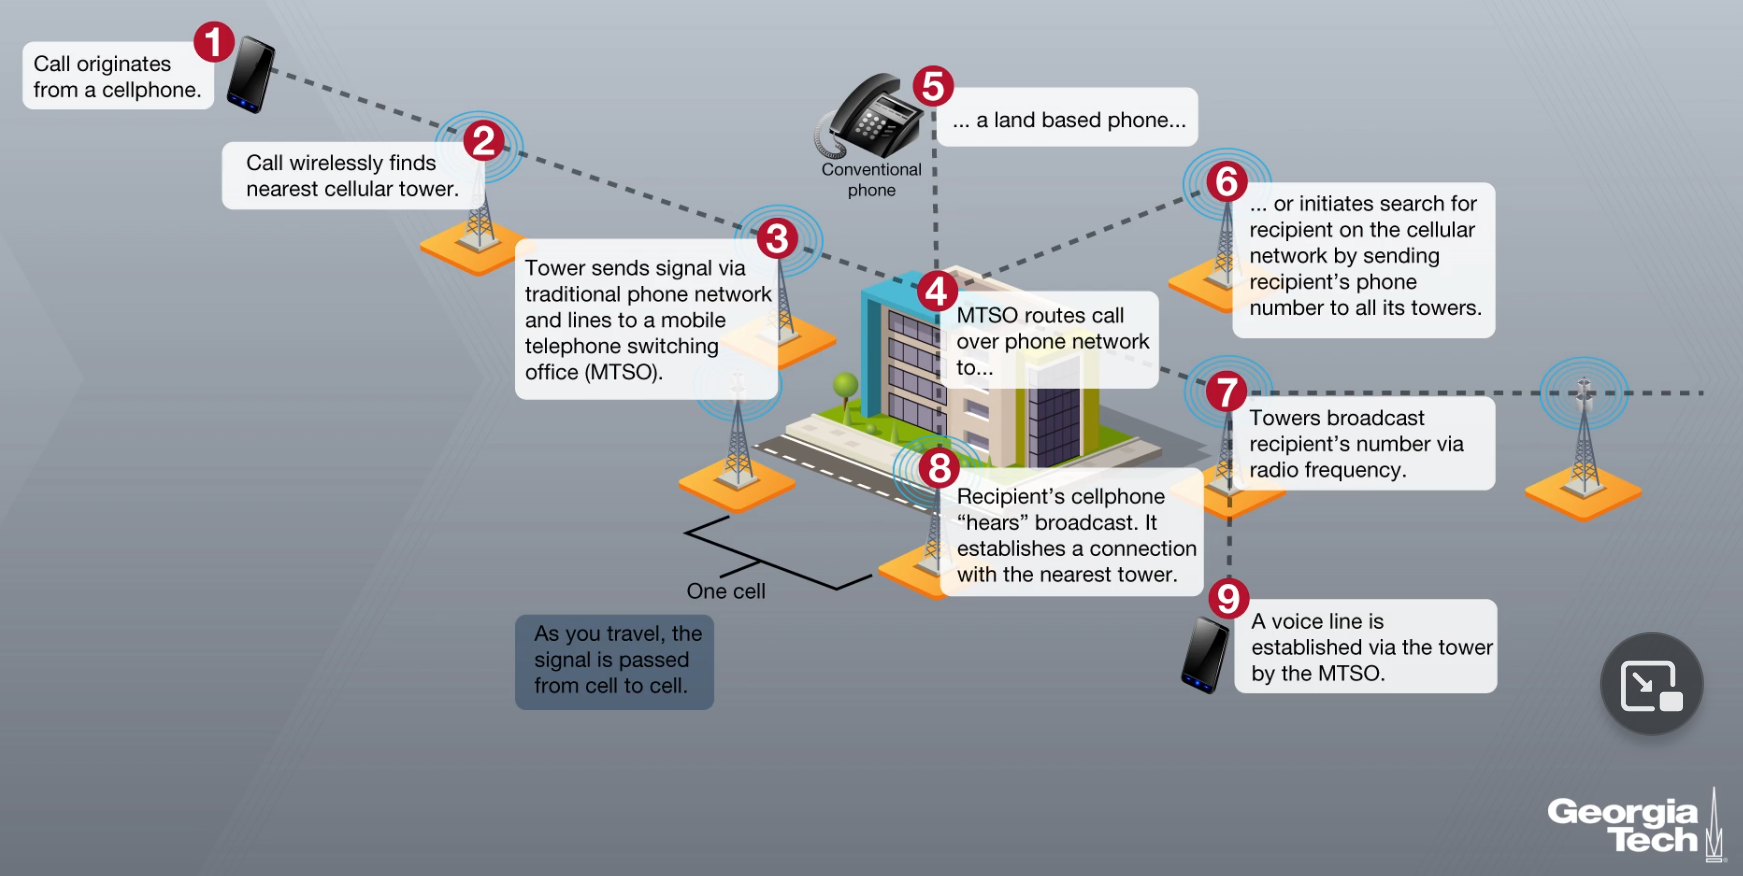 1
Call originates
from a cellphone.
2
Call wirelessly finds
nearest cellular tower.
3
Tower sends signal via
traditional phone network
and lines to a mobile
telephone switching
office (MTSO).
4
MTSO routes call
over phone network
to...
5
... a land based phone...
Conventional
phone
6
... or initiates search for
recipient on the cellular
network by sending
recipient's phone
number to all its towers.
7
Towers broadcast
recipient's number via
radio frequency.
8
Recipient's cellphone
“hears” broadcast. It
establishes a connection
with the nearest tower.
9
A voice line is
established via the tower
by the MTSO.
One cell
As you travel, the
signal is passed
from cell to cell.
Georgia
Tech